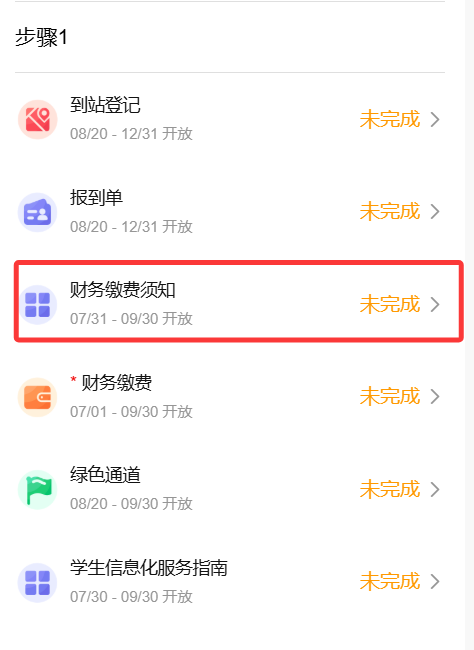 步骤1
到站登记
未完成
08/20 - 12/31 开放
报到单
未完成
08/20 - 12/31 开放
财务缴费须知
未完成
07/31 - 09/30 开放
* 财务缴费
未完成
07/01 - 09/30 开放
绿色通道
未完成
08/20 - 09/30 开放
学生信息化服务指南
未完成
07/30 - 09/30 开放